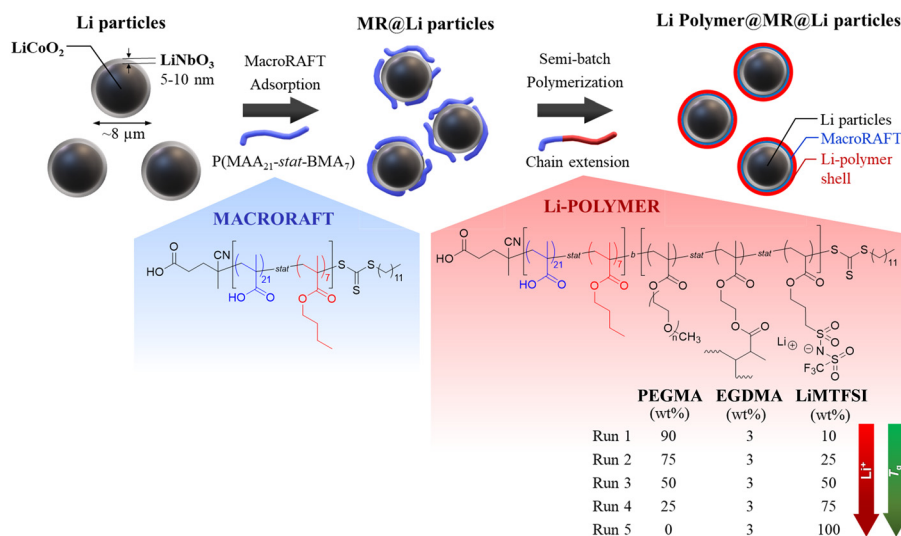 Li particles
MR@Li particles
Li Polymer@MR@Li particles
LiCoO₂
LiNbO₃
5-10 nm
~8 µm
MacroRAFT
Adsorption
P(MAA₂₁-stat-BMA₇)
Semi-batch
Polymerization
Chain extension
Li particles
MacroRAFT
Li-polymer
shell
MACRORAFT
HO O CN 21 stat 7 S S S 11
HO O O O
Li-POLYMER
HO O CN 21 stat 7 b stat stat S S S 11
HO O O O O O O O O O
O n CH₃ O O S O O Li ⊕ ⊖ N S O O F₃C
PEGMA EGDMA LiMTFSI
(wt%) (wt%) (wt%)
Run 1 90 3 10
Run 2 75 3 25
Run 3 50 3 50
Run 4 25 3 75
Run 5 0 3 100
Li⁺
Tg